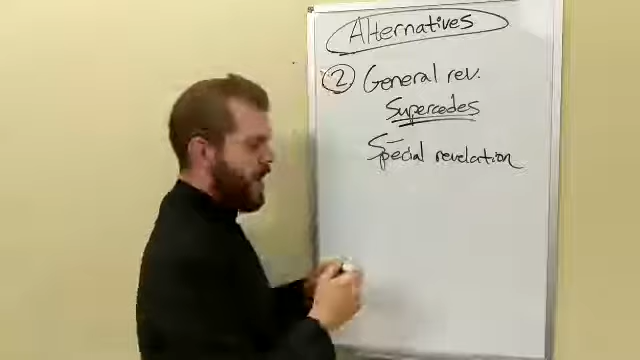 Alternatives
2 General rev.
Supercedes
Special revelation